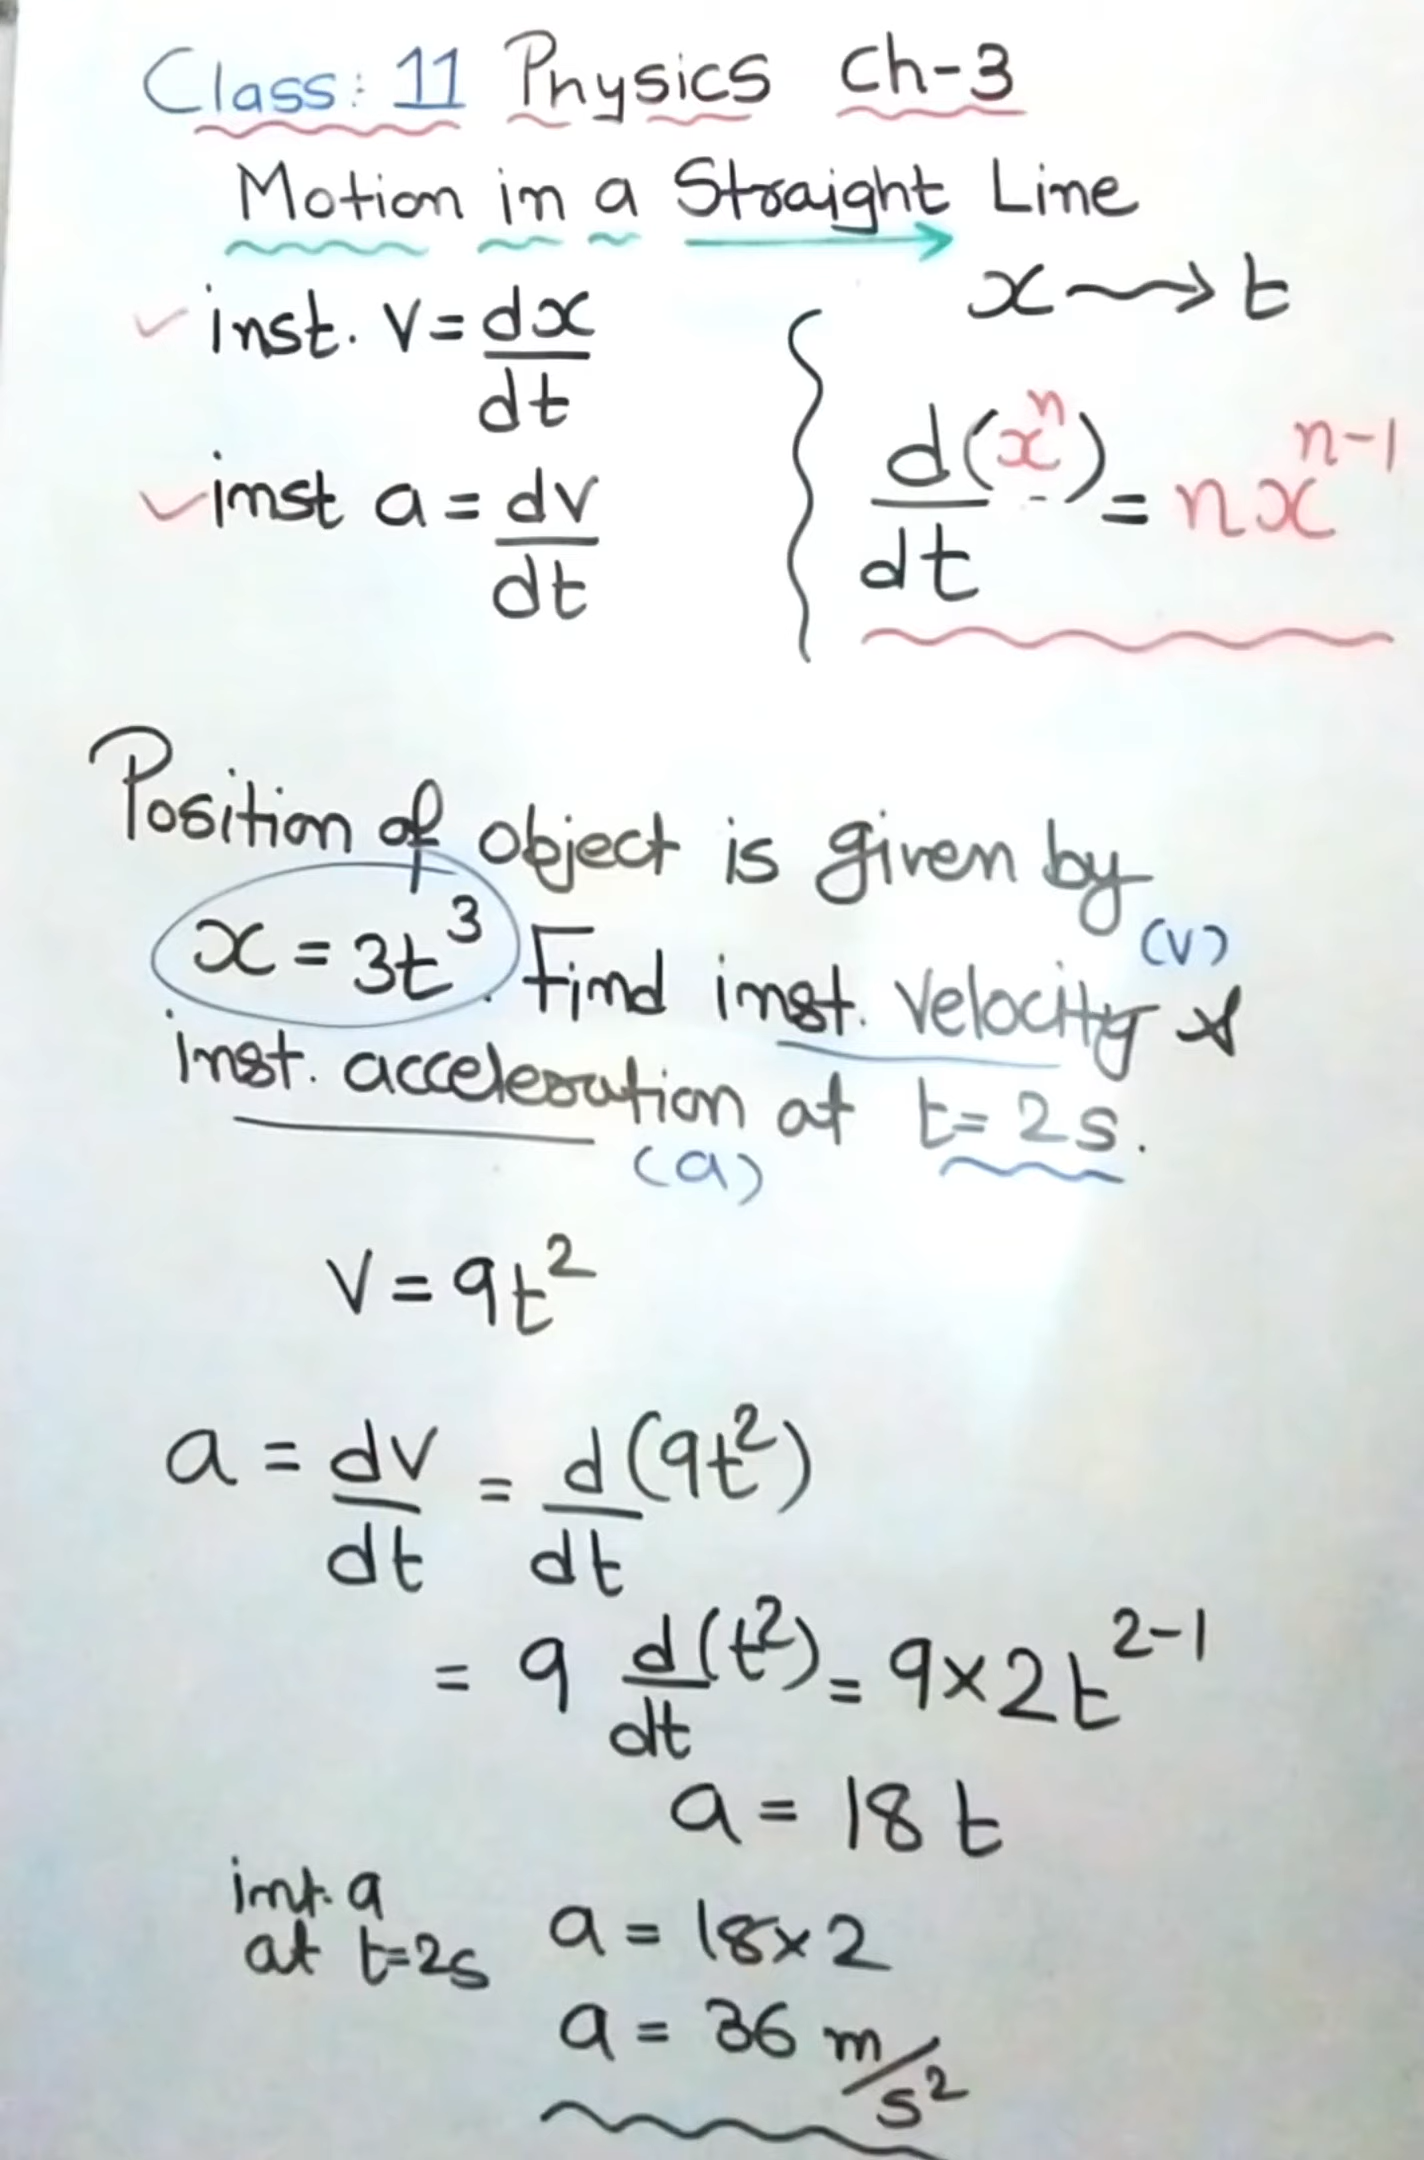 Class: 11 Physics Ch-3
Motion in a Straight Line
x → t
inst. v = dx/dt
d(xⁿ)/dt = nxⁿ⁻¹
inst a = dv/dt
Position of object is given by
x = 3t³. Find inst. velocity & (v)
inst. acceleration at t = 2s.
(a)
v = 9t²
a = dv/dt = d(9t²)/dt
= 9 d(t²)/dt = 9×2t²⁻¹
a = 18t
int. a
at t=2s
a = 18×2
a = 36 m/s²